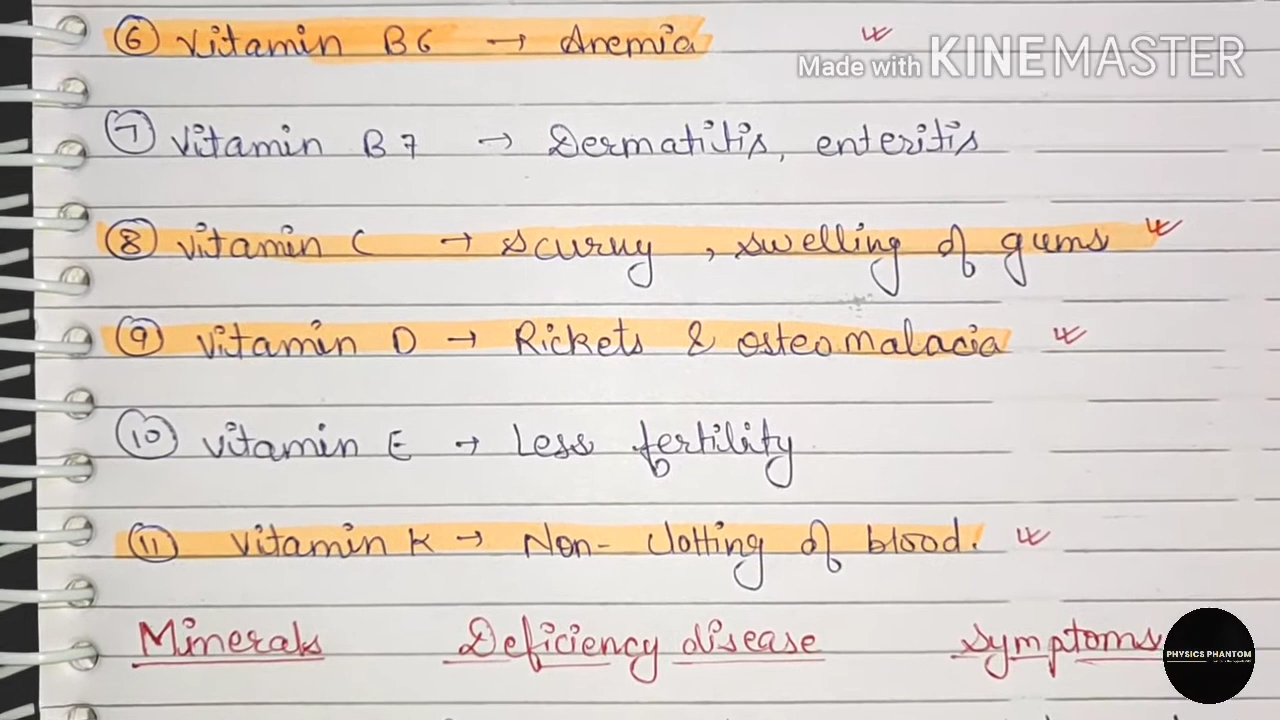 ⑥ Vitamin B6 → Anemia
Made with KINEMASTER
⑦ Vitamin B7 → Dermatitis, enteritis
⑧ Vitamin C → Scurvy, swelling of gums
⑨ Vitamin D → Rickets & osteomalacia
⑩ Vitamin E → Less fertility
⑪ Vitamin K → Non-clotting of blood.
Minerals Deficiency disease Symptoms
PHYSICS PHANTOM